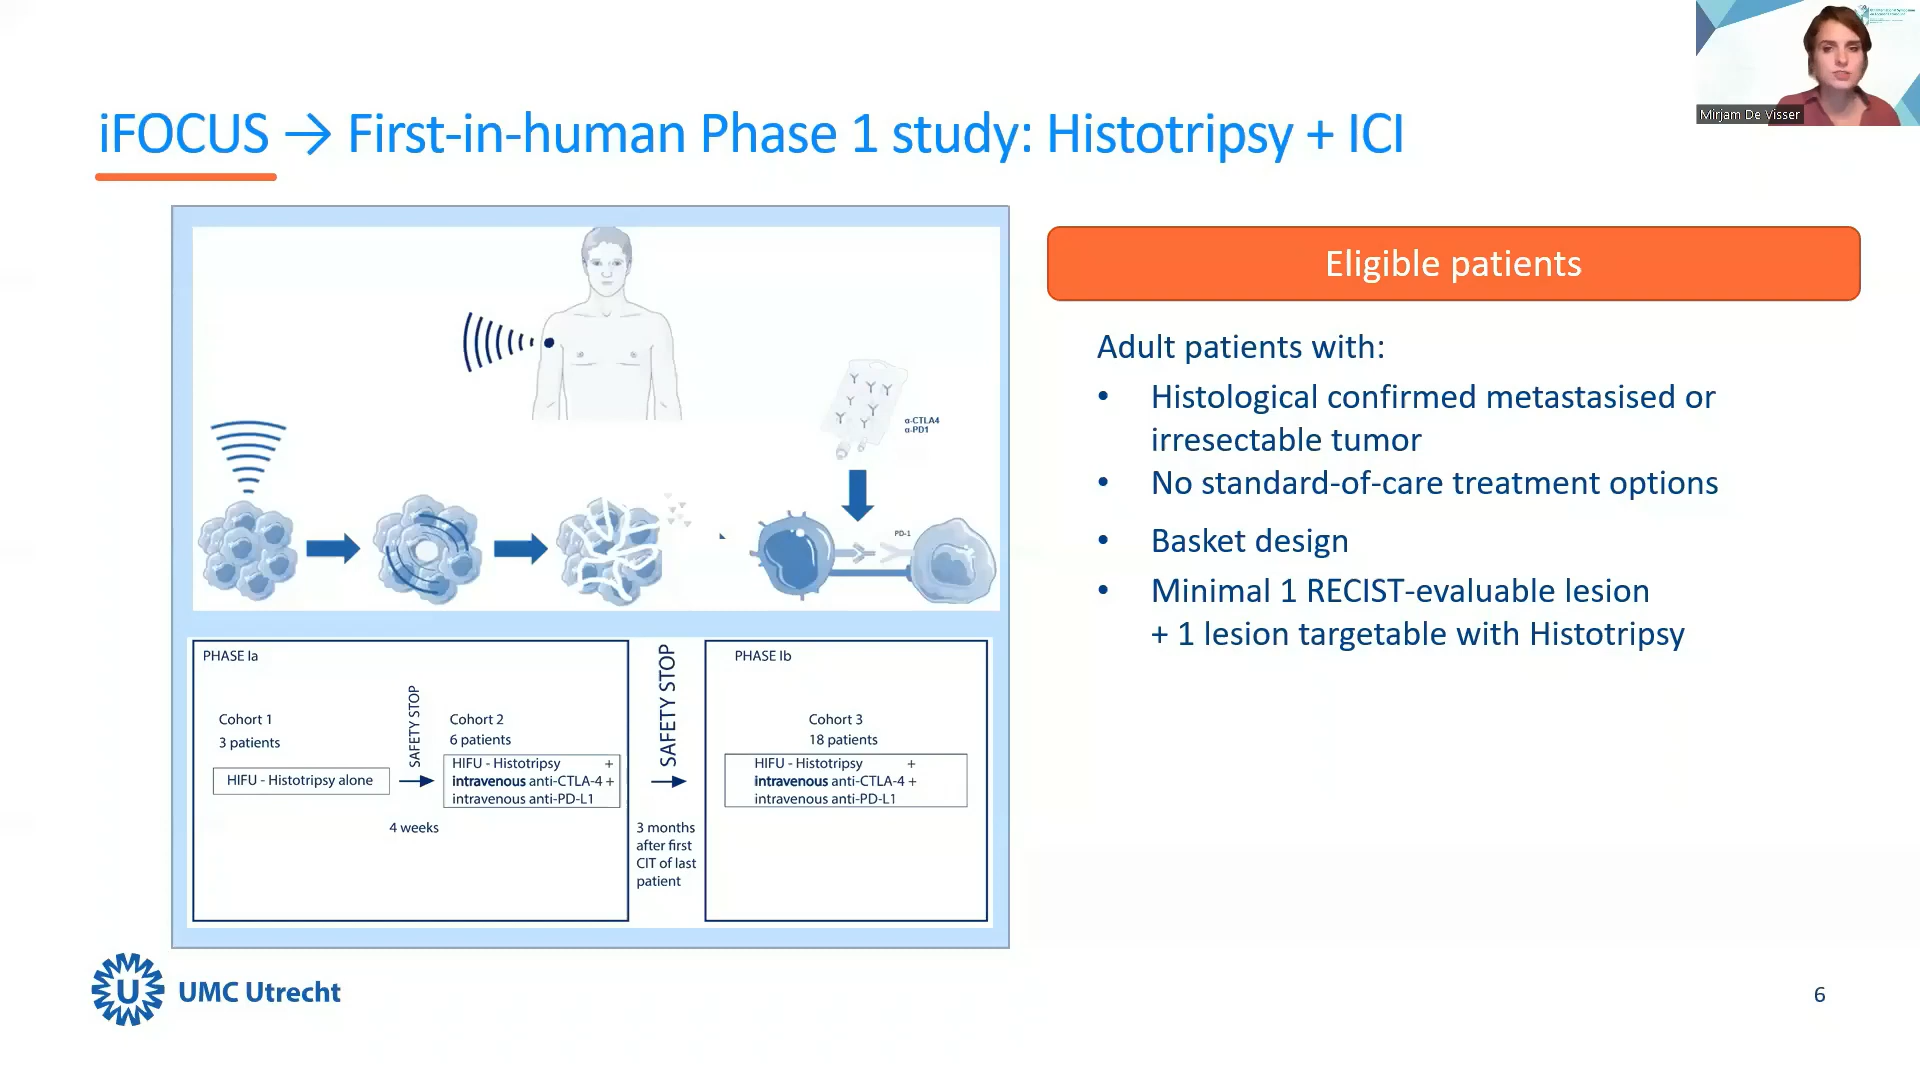 Mirjam De Visser
iFOCUS → First-in-human Phase 1 study: Histotripsy + ICI
α-CTLA4
α-PD1
PD-1
PHASE Ia
Cohort 1
3 patients
HIFU - Histotripsy alone
SAFETY STOP
4 weeks
Cohort 2
6 patients
HIFU - Histotripsy +
intravenous anti-CTLA-4 +
intravenous anti-PD-L1
SAFETY STOP
3 months
after first
CIT of last
patient
PHASE Ib
Cohort 3
18 patients
HIFU - Histotripsy +
intravenous anti-CTLA-4 +
intravenous anti-PD-L1
Eligible patients
Adult patients with:
• Histological confirmed metastasised or
irresectable tumor
• No standard-of-care treatment options
• Basket design
• Minimal 1 RECIST-evaluable lesion
+ 1 lesion targetable with Histotripsy
U UMC Utrecht
6